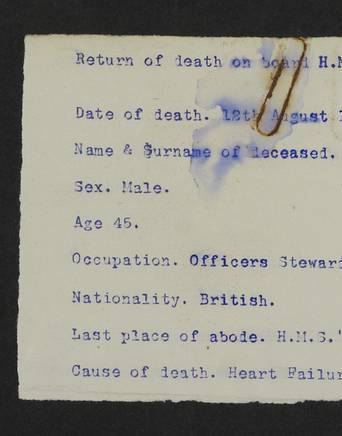 Return of death on board H.M
Date of death. 12th August 1
Name & Surname of deceased.
Sex. Male.
Age 45.
Occupation. Officers Steward
Nationality. British.
Last place of abode. H.M.S."
Cause of death. Heart Failur